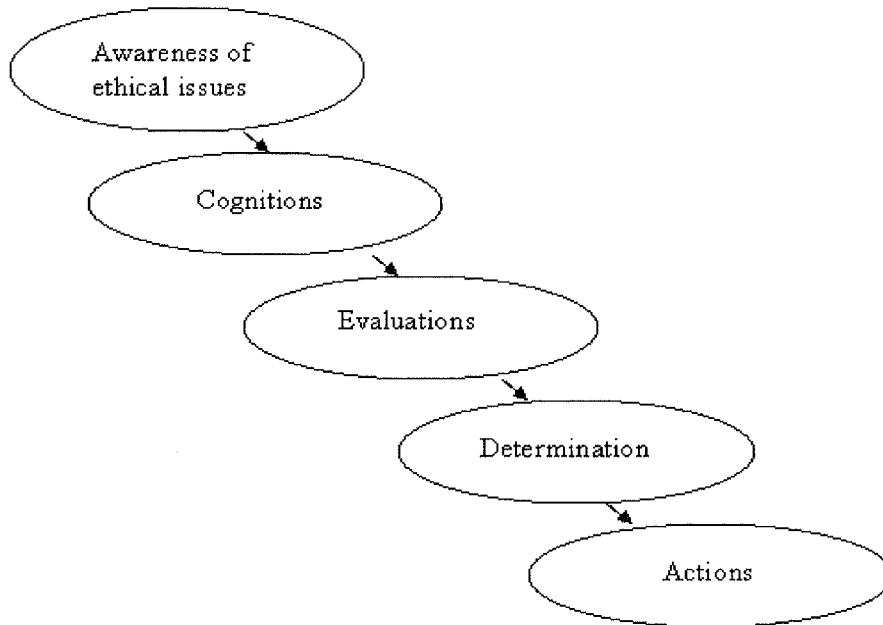 Awareness of
ethical issues
Cognitions
Evaluations
Determination
Actions